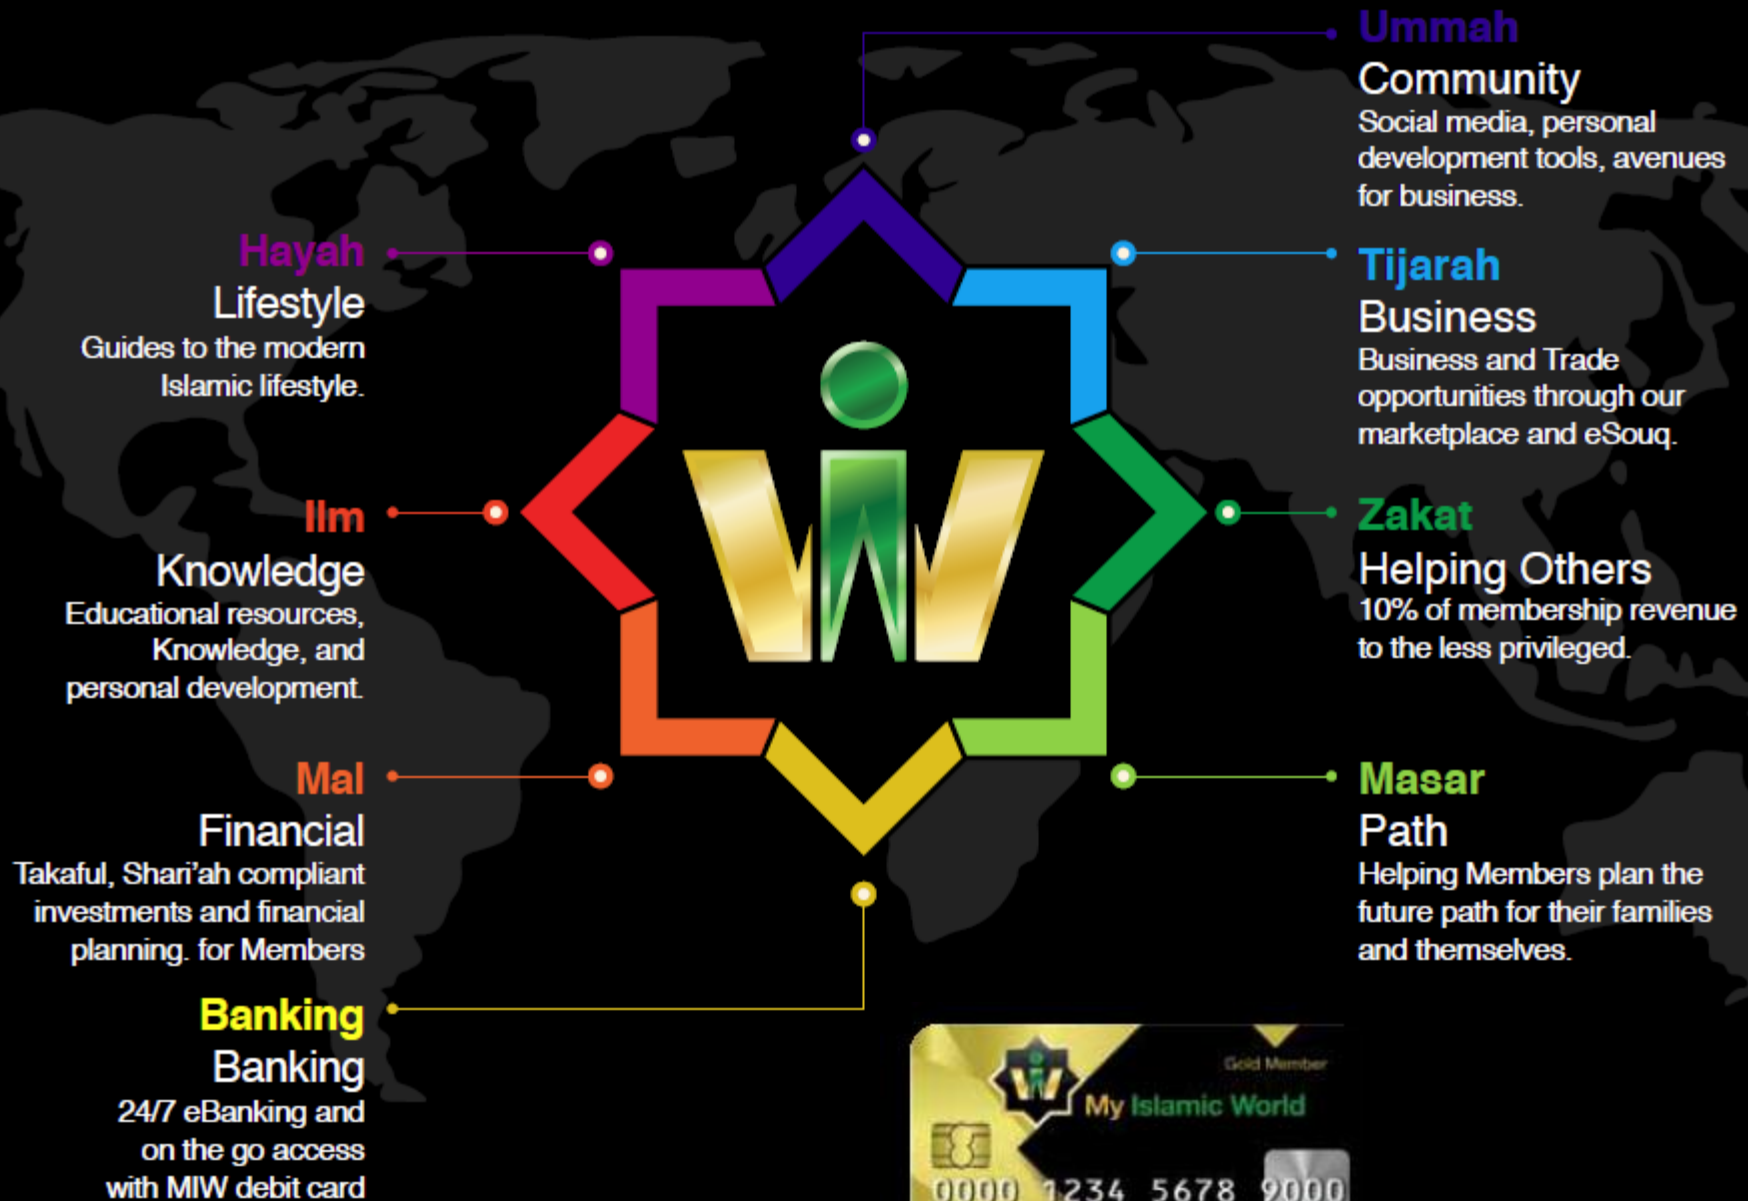 Ummah
Community
Social media, personal
development tools, avenues
for business.
Hayah
Lifestyle
Guides to the modern
Islamic lifestyle.
Tijarah
Business
Business and Trade
opportunities through our
marketplace and eSouq.
Ilm
Knowledge
Educational resources,
Knowledge, and
personal development.
Zakat
Helping Others
10% of membership revenue
to the less privileged.
Mal
Financial
Takaful, Shari'ah compliant
investments and financial
planning. for Members
Masar
Path
Helping Members plan the
future path for their families
and themselves.
Banking
Banking
24/7 eBanking and
on the go access
with MIW debit card
iW
Gold Member
My Islamic World
0000 1234 5678 9000